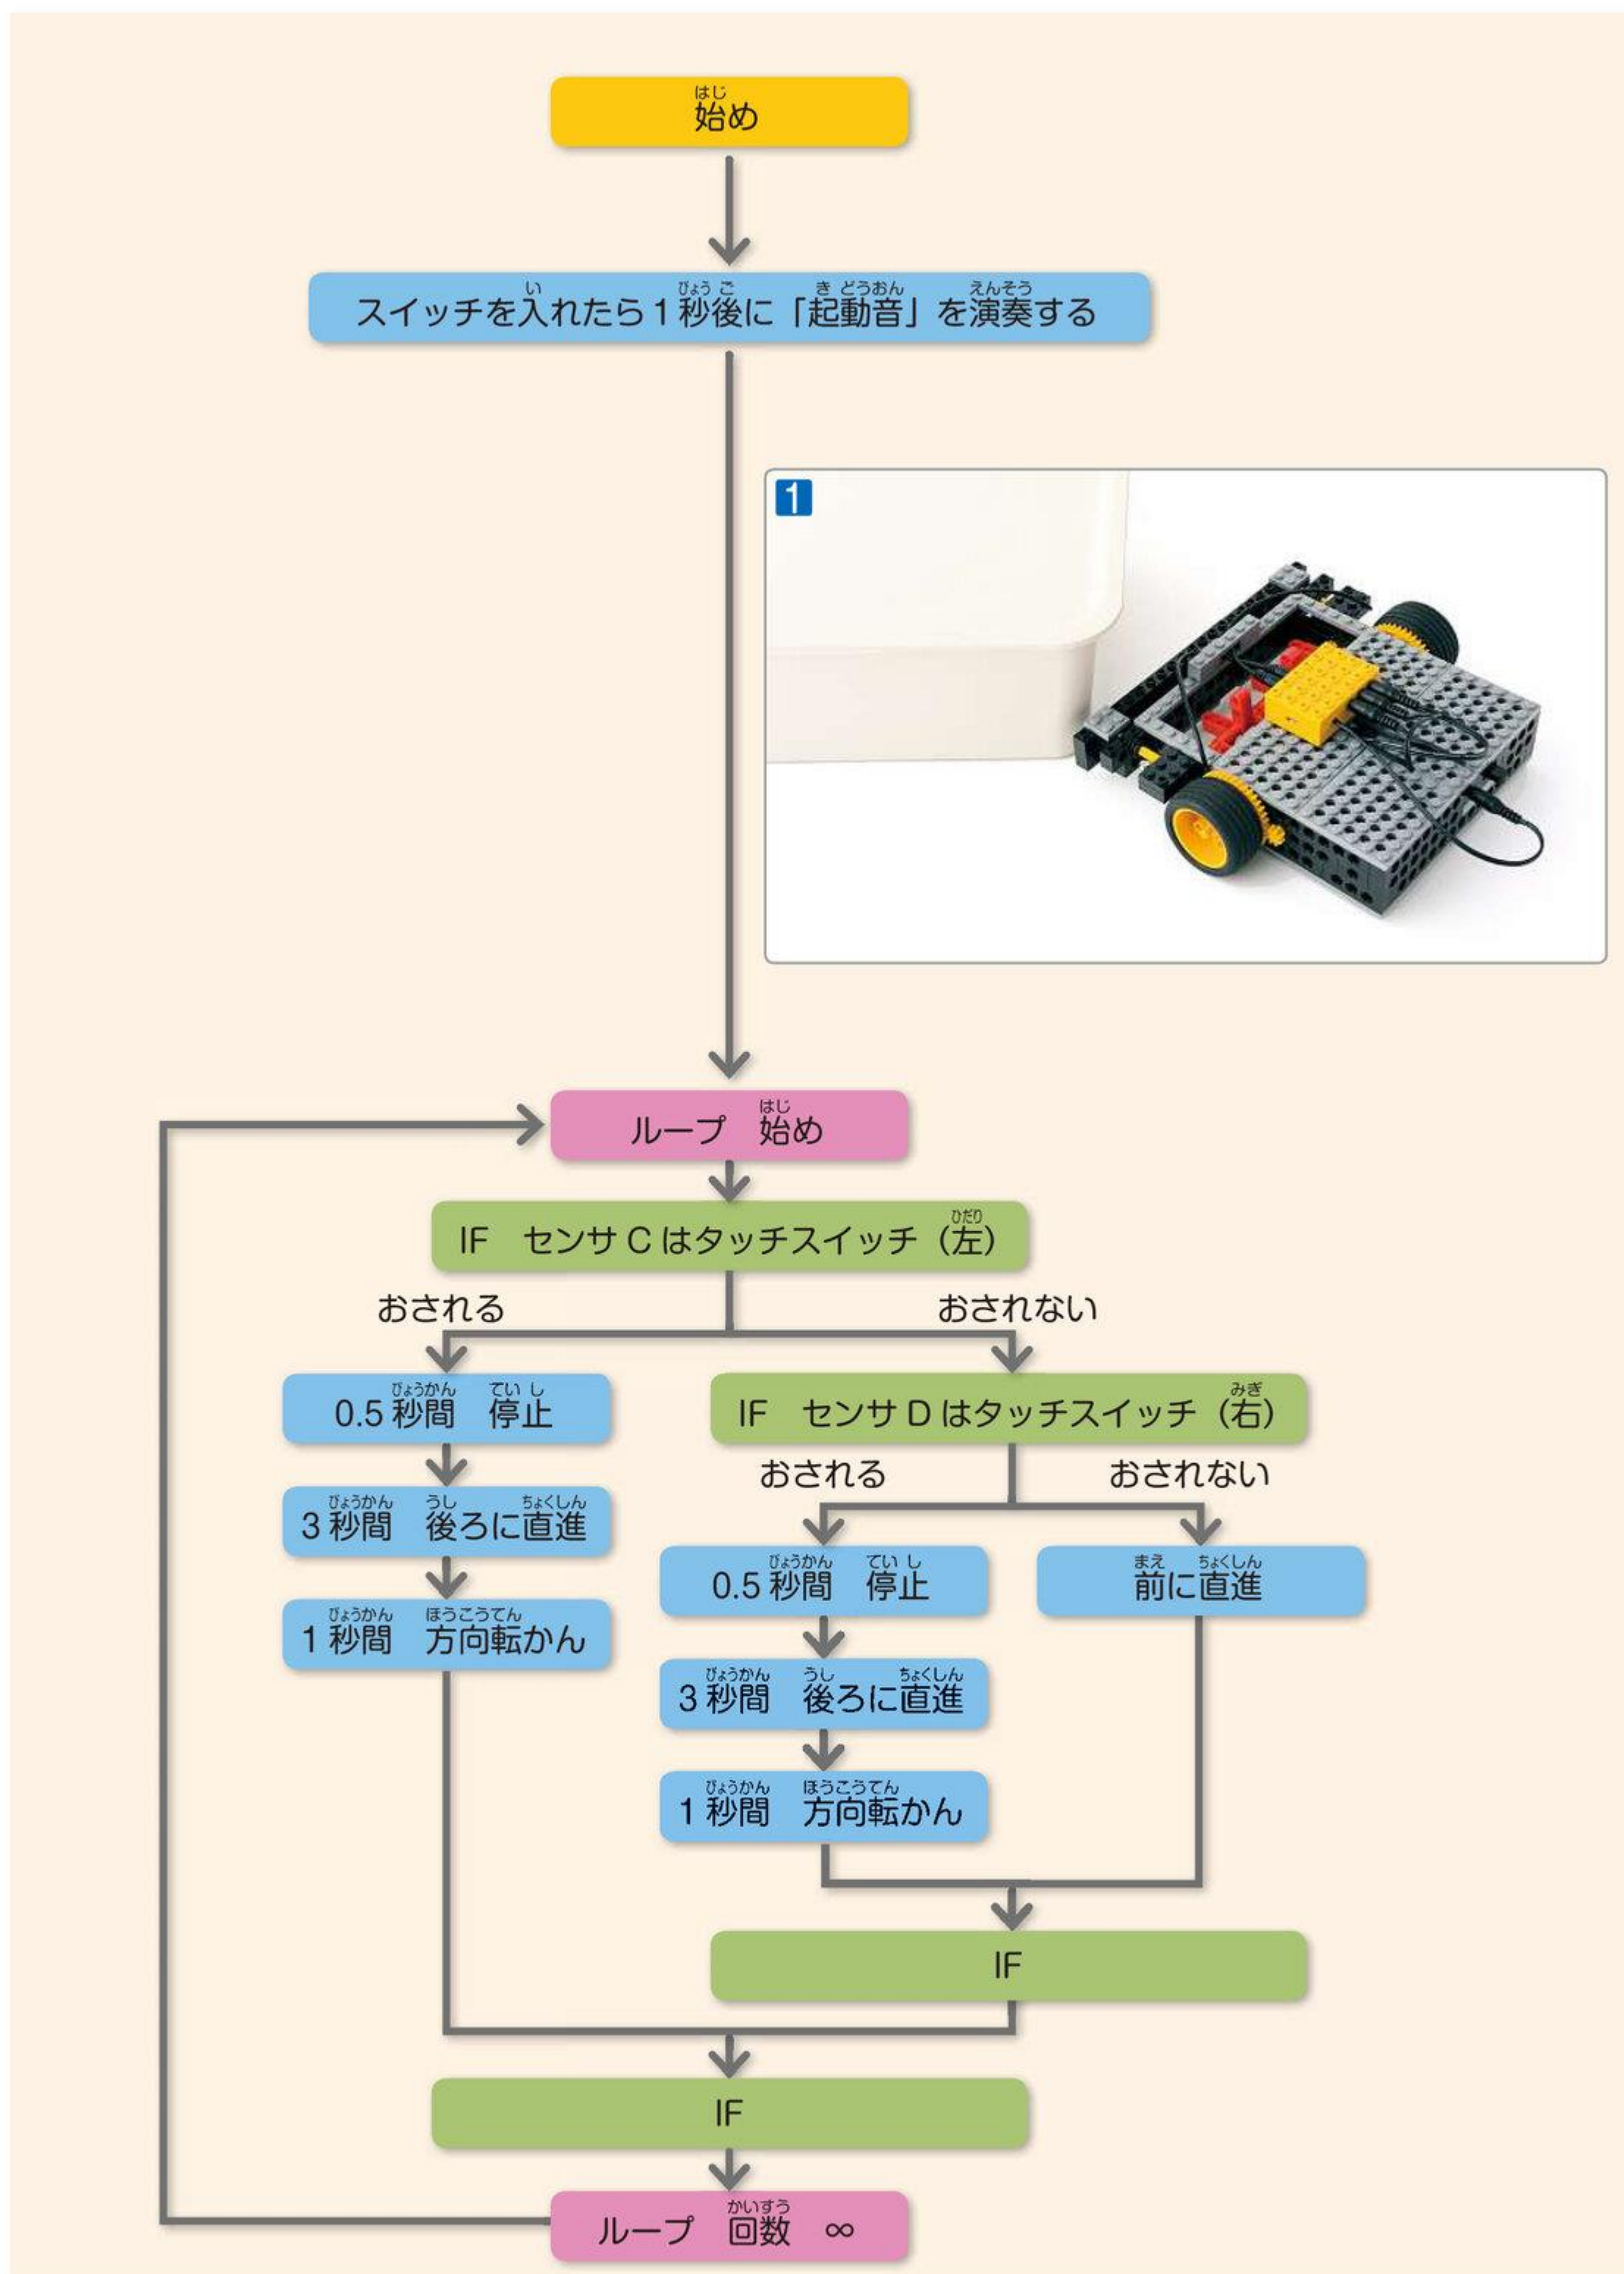 始め
スイッチを入れたら1秒後に「起動音」を演奏する
1
ループ　始め
IF　センサCはタッチスイッチ（左）
おされる
おされない
0.5秒間　停止
3秒間　後ろに直進
1秒間　方向転かん
IF　センサDはタッチスイッチ（右）
おされる
おされない
0.5秒間　停止
3秒間　後ろに直進
1秒間　方向転かん
前に直進
IF
IF
ループ　回数　∞